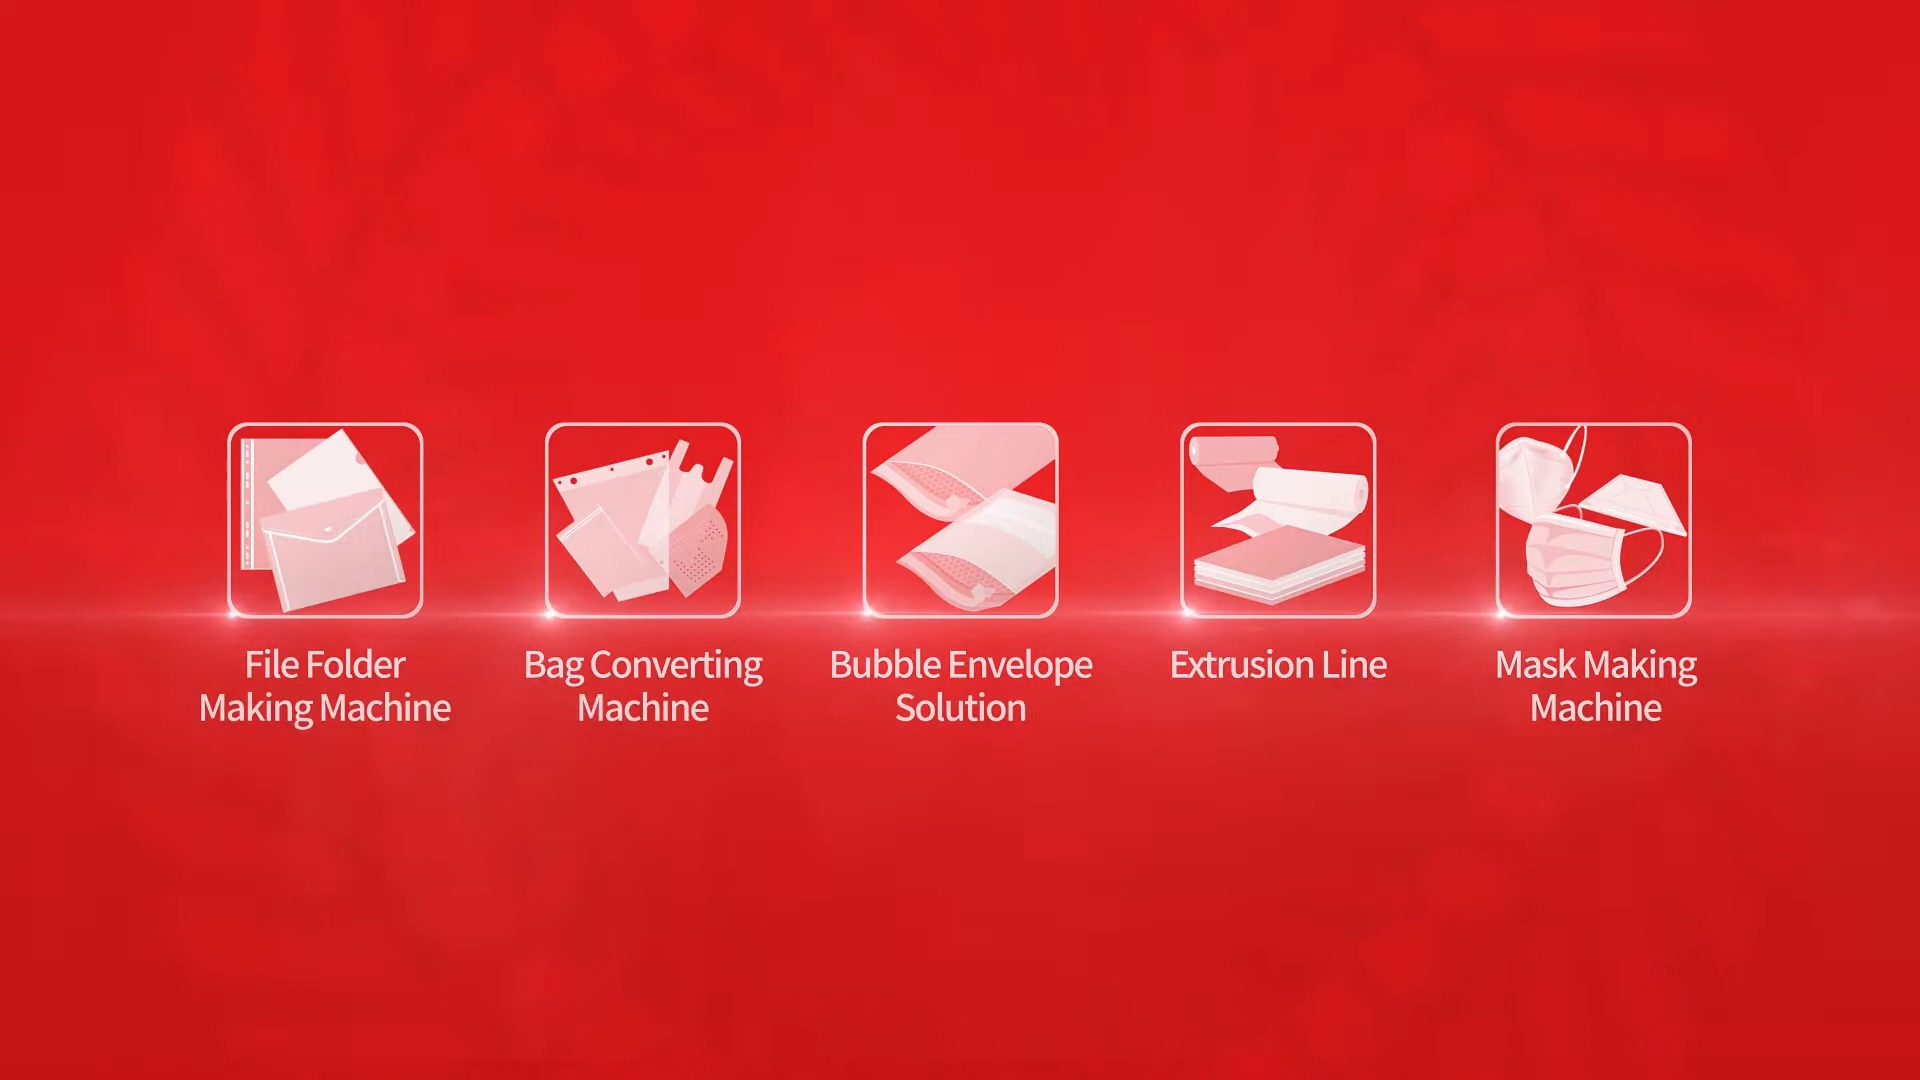 File Folder
Making Machine
Bag Converting
Machine
Bubble Envelope
Solution
Extrusion Line
Mask Making
Machine